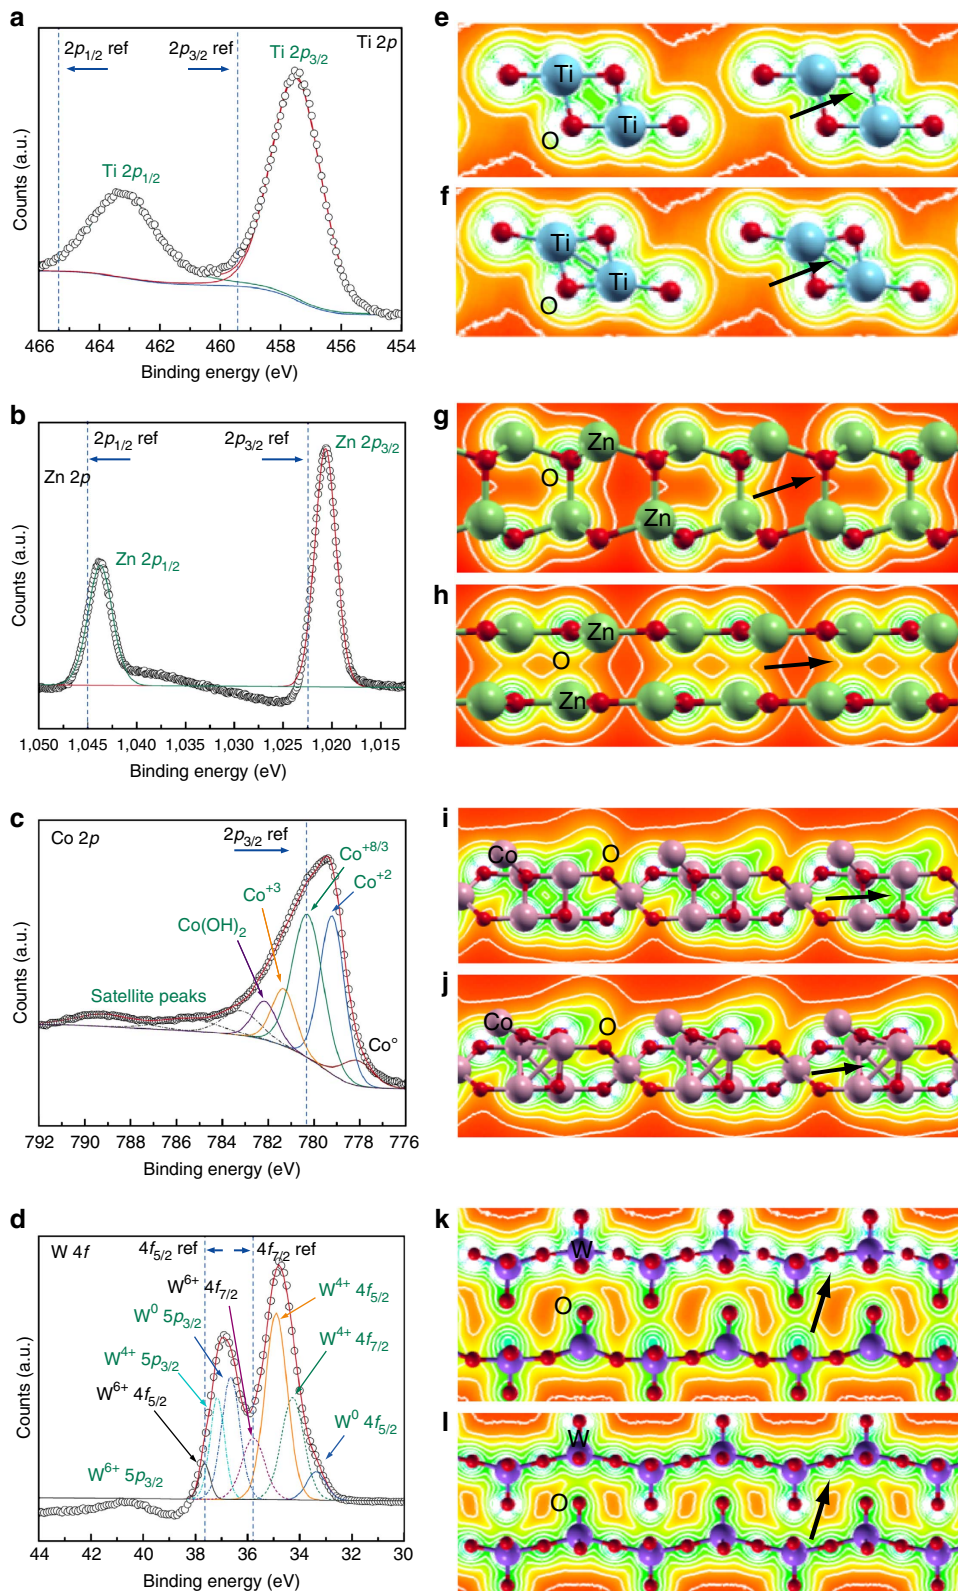 a
2p1/2 ref
2p3/2 ref
Ti 2p
Ti 2p3/2
Ti 2p1/2
Counts (a.u.)
466 464 462 460 458 456 454
Binding energy (eV)
b
2p1/2 ref
2p3/2 ref
Zn 2p3/2
Zn 2p
Zn 2p1/2
Counts (a.u.)
1,050 1,045 1,040 1,035 1,030 1,025 1,020 1,015
Binding energy (eV)
c
Co 2p
2p3/2 ref
Co+8/3
Co+3
Co+2
Co(OH)2
Satellite peaks
Co°
Counts (a.u.)
792 790 788 786 784 782 780 778 776
Binding energy (eV)
d
W 4f
4f5/2 ref
4f7/2 ref
W6+ 4f7/2
W4+ 4f5/2
W0 5p3/2
W4+ 4f7/2
W4+ 5p3/2
W6+ 4f5/2
W0 4f5/2
W6+ 5p3/2
Counts (a.u.)
44 42 40 38 36 34 32 30
Binding energy (eV)
e
Ti
O
Ti
f
Ti
Ti
O
g
Zn
O
Zn
h
Zn
O
Zn
i
Co
O
j
Co
O
k
W
O
l
W
O